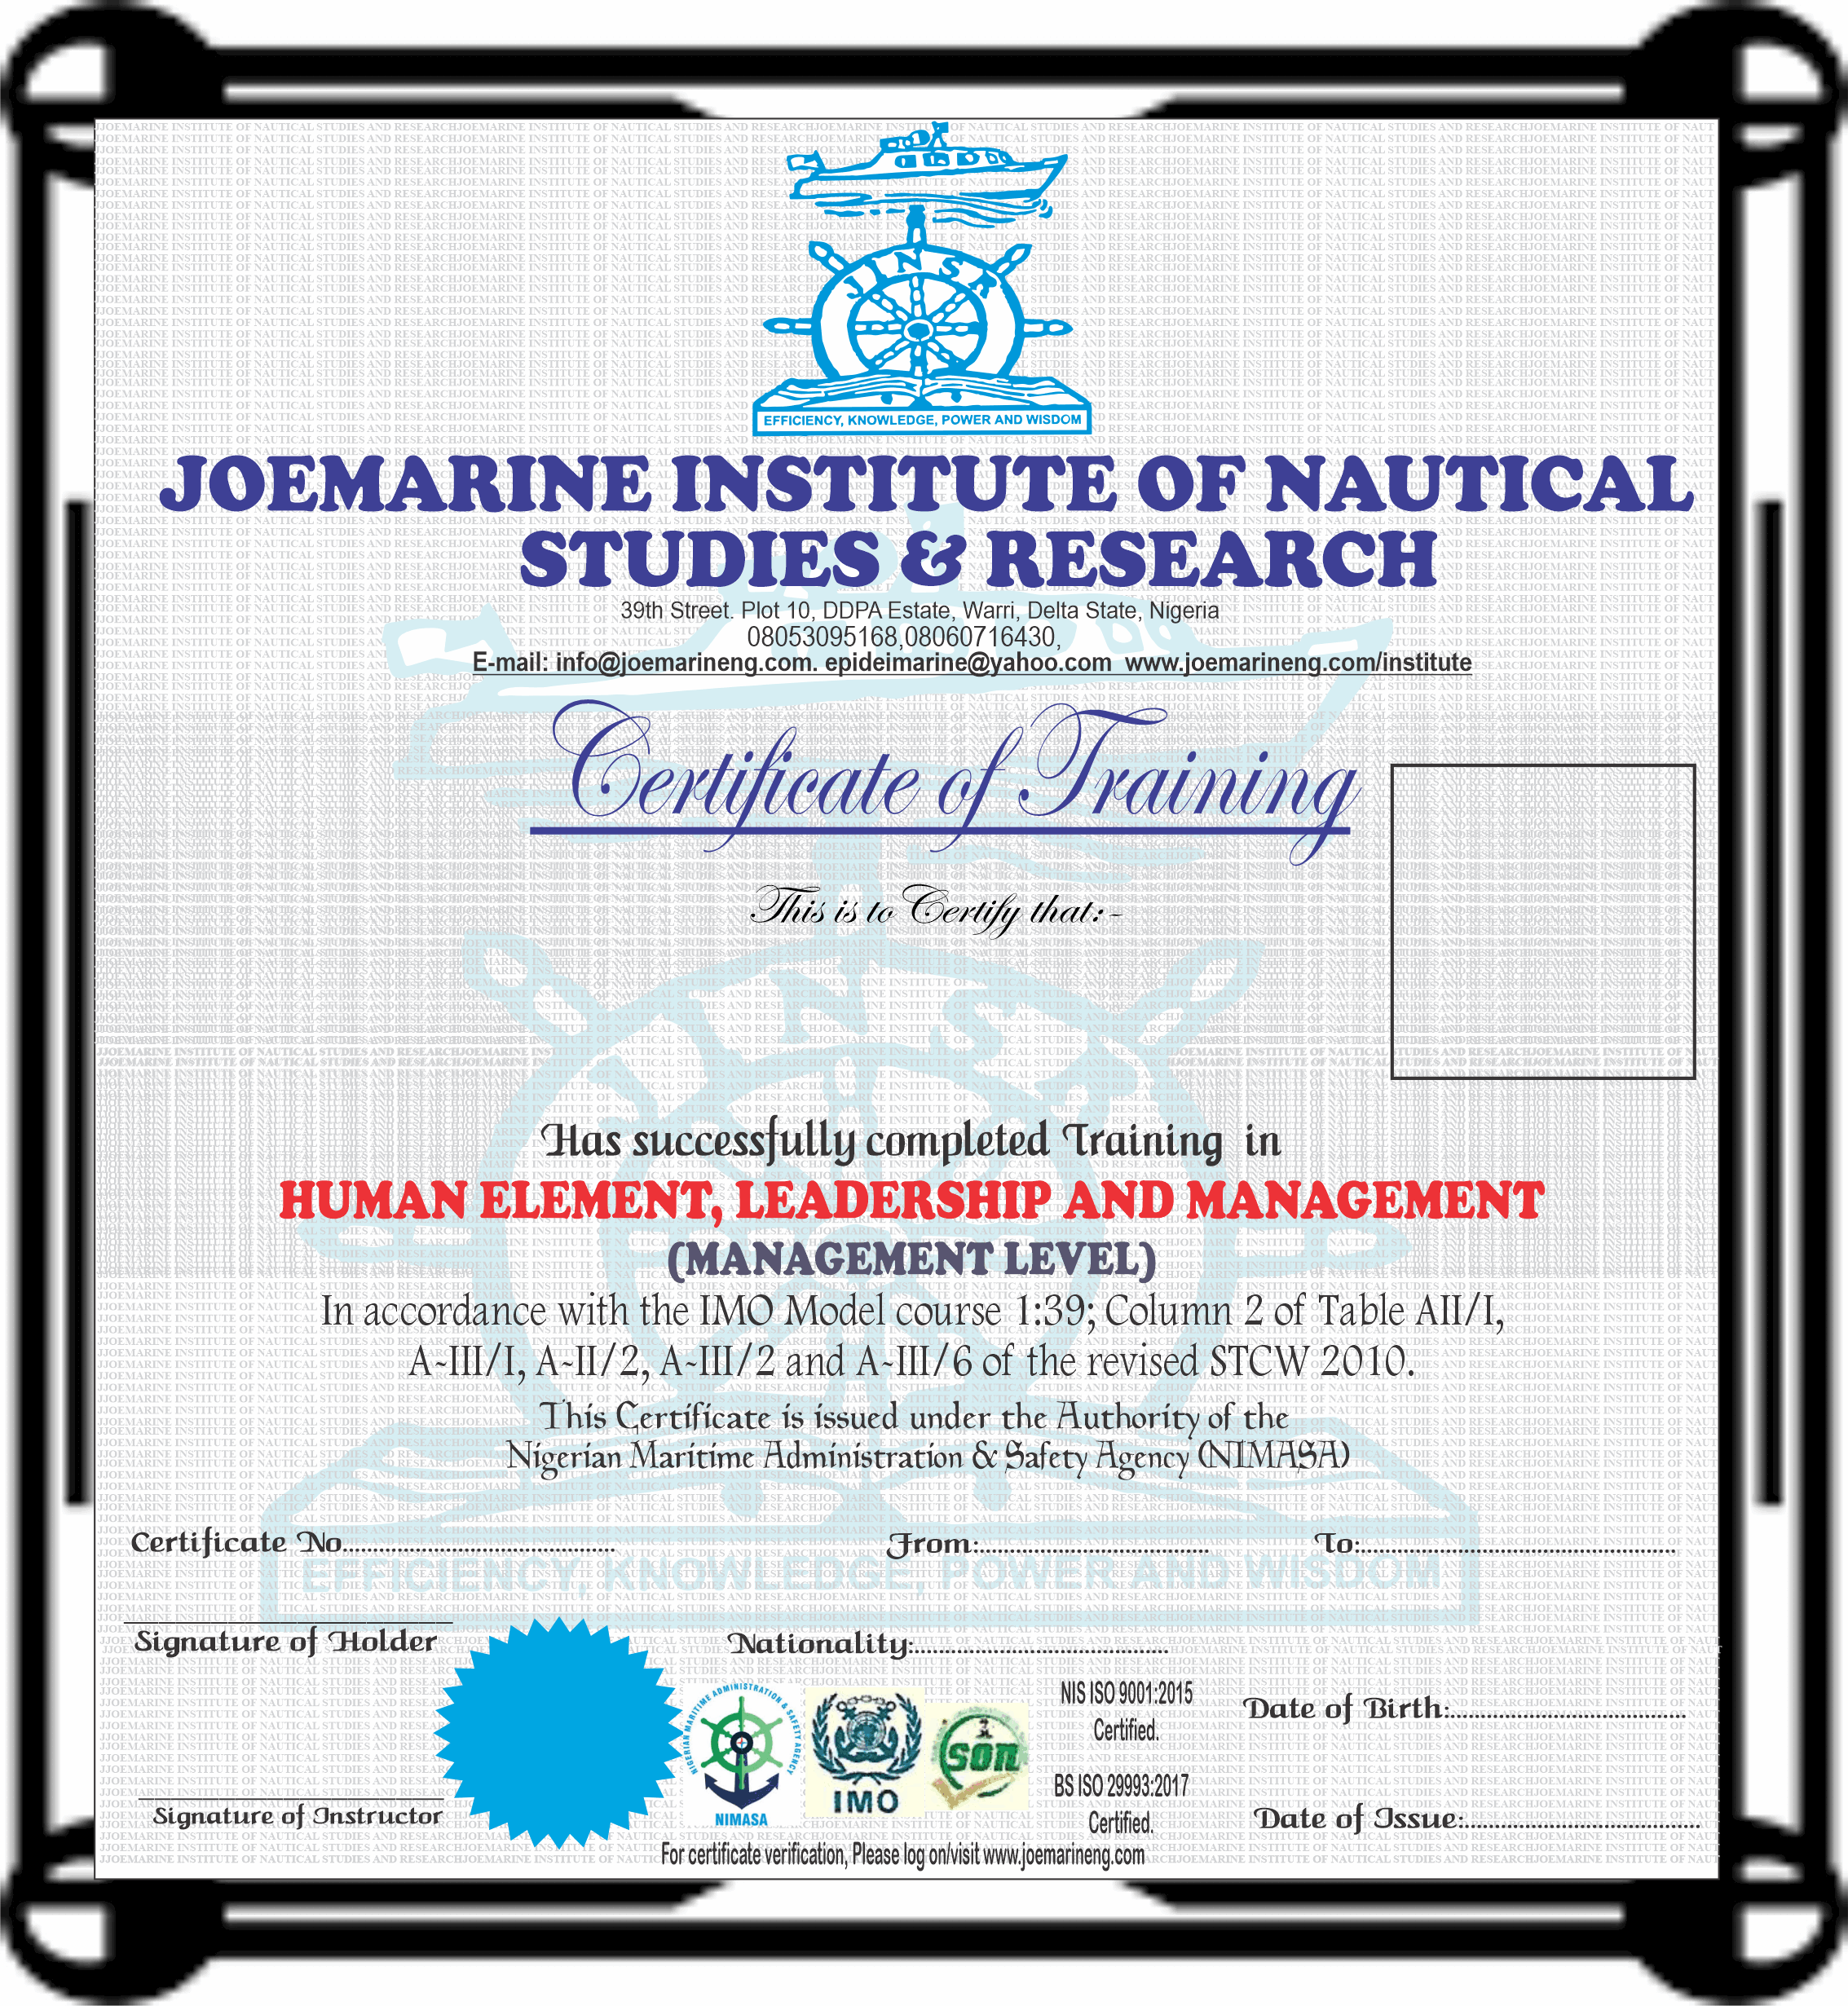 JINSR
EFFICIENCY, KNOWLEDGE, POWER AND WISDOM
JOEMARINE INSTITUTE OF NAUTICAL
STUDIES & RESEARCH
39th Street. Plot 10, DDPA Estate, Warri, Delta State, Nigeria
08053095168,08060716430,
E-mail: info@joemarineng.com. epideimarine@yahoo.com www.joemarineng.com/institute
Certificate of Training
This is to Certify that:-
Has successfully completed Training in
HUMAN ELEMENT, LEADERSHIP AND MANAGEMENT
(MANAGEMENT LEVEL)
In accordance with the IMO Model course 1:39; Column 2 of Table AII/I,
A-III/I, A-II/2, A-III/2 and A-III/6 of the revised STCW 2010.
This Certificate is issued under the Authority of the
Nigerian Maritime Administration & Safety Agency (NIMASA)
Certificate No............................................. From:...................................... To:....................................................
EFFICIENCY, KNOWLEDGE, POWER AND WISDOM
Signature of Holder
Nationality:..........................................
NIS ISO 9001:2015
Certified.
Date of Birth:.......................................
NIGERIAN MARITIME ADMINISTRATION & SAFETY AGENCY
NIMASA
IMO
SON
BS ISO 29993:2017
Certified.
Signature of Instructor
Date of Issue:.......................................
For certificate verification, Please log on/visit www.joemarineng.com